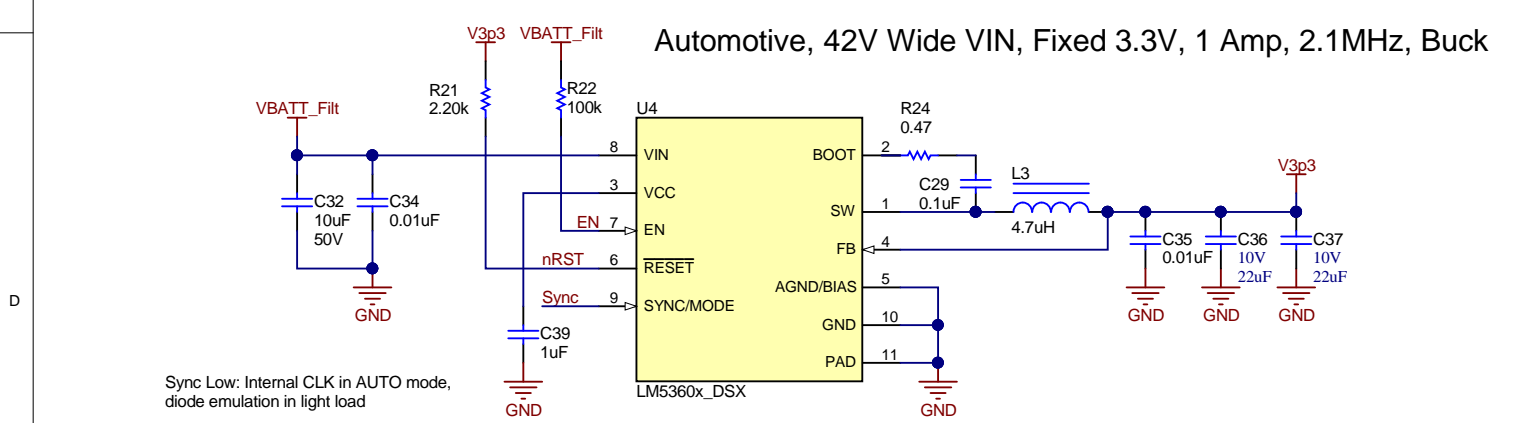 Automotive, 42V Wide VIN, Fixed 3.3V, 1 Amp, 2.1MHz, Buck
V3p3
VBATT_Filt
R21
2.20k
R22
100k
VBATT_Filt
U4
R24
0.47
8
VIN
BOOT
2
C32
10uF
50V
C34
0.01uF
3
VCC
C29
0.1uF
L3
4.7uH
V3p3
SW
1
EN
7
EN
FB
4
C35
0.01uF
C36
10V
22uF
C37
10V
22uF
nRST
6
RESET
AGND/BIAS
5
Sync
9
SYNC/MODE
GND
10
GND
GND
GND
GND
C39
1uF
PAD
11
D
LM5360x_DSX
GND
GND
Sync Low: Internal CLK in AUTO mode,
diode emulation in light load